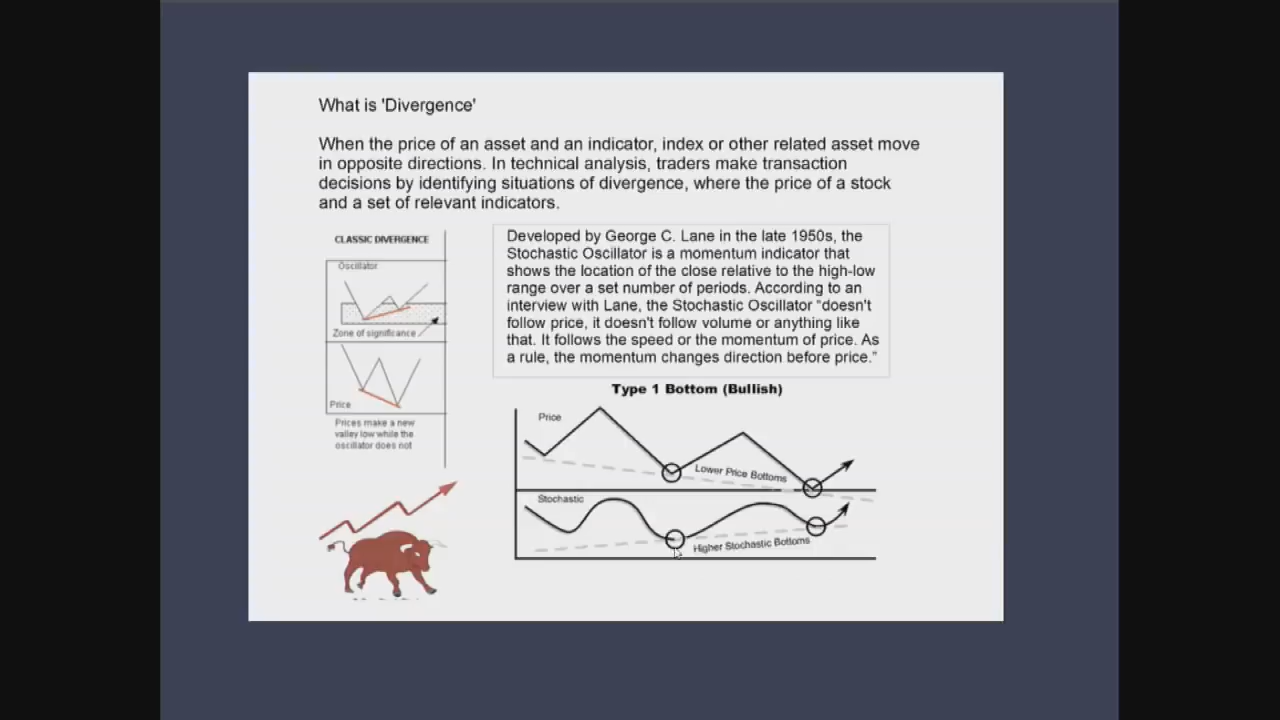 What is 'Divergence'
When the price of an asset and an indicator, index or other related asset move
in opposite directions. In technical analysis, traders make transaction
decisions by identifying situations of divergence, where the price of a stock
and a set of relevant indicators.
CLASSIC DIVERGENCE
Oscillator
Zone of significance
Price
Prices make a new
valley low while the
oscillator does not
Developed by George C. Lane in the late 1950s, the
Stochastic Oscillator is a momentum indicator that
shows the location of the close relative to the high-low
range over a set number of periods. According to an
interview with Lane, the Stochastic Oscillator “doesn't
follow price, it doesn't follow volume or anything like
that. It follows the speed or the momentum of price. As
a rule, the momentum changes direction before price.”
Type 1 Bottom (Bullish)
Price
Lower Price Bottoms
Stochastic
Higher Stochastic Bottoms